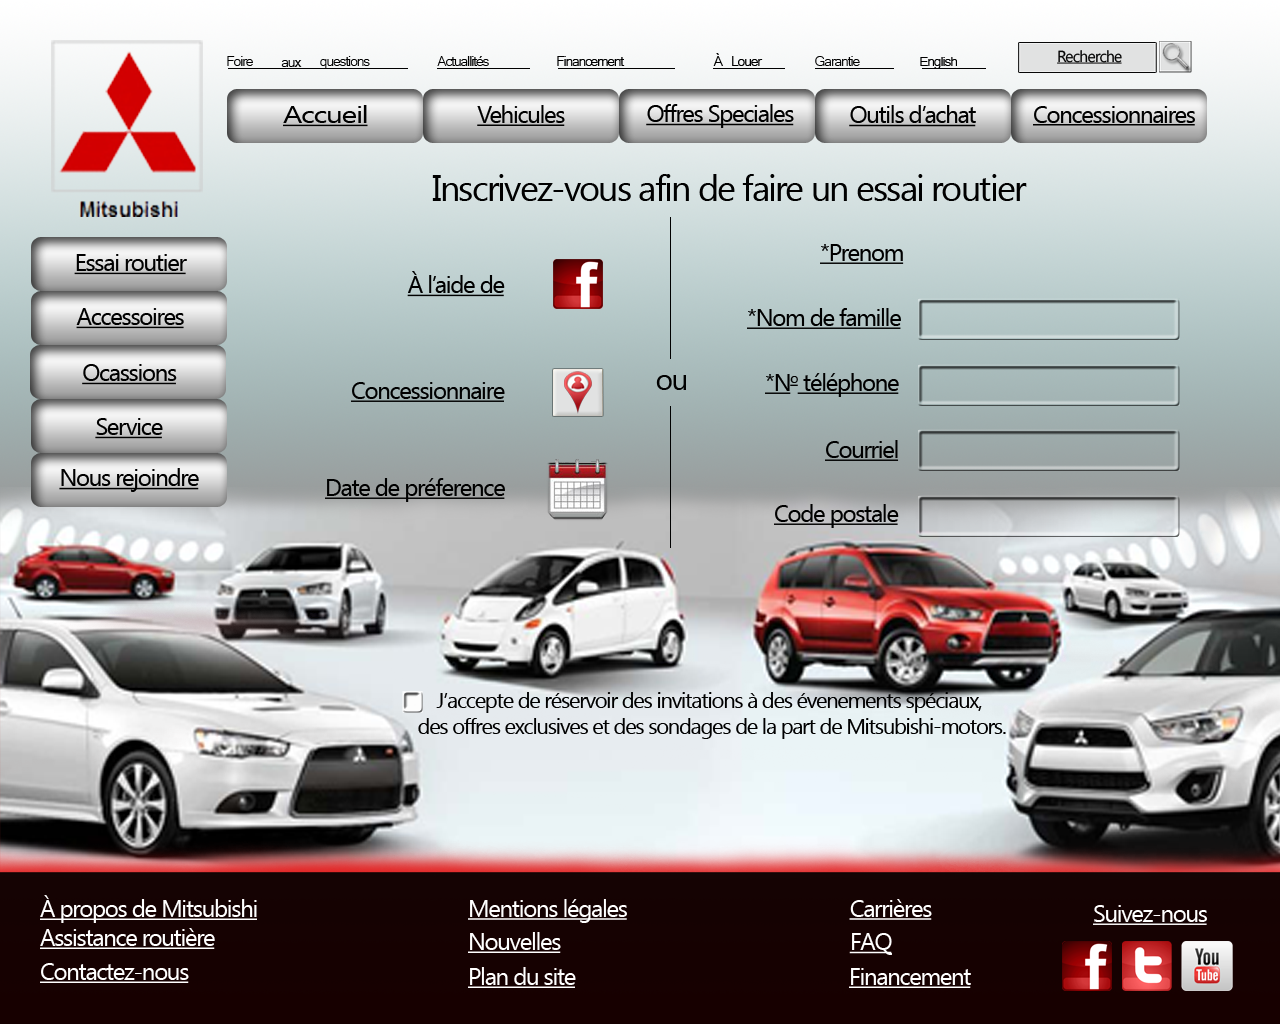 Foire aux questions Actuallités Financement À Louer Garantie English Recherche
Accueil Vehicules Offres Speciales Outils d'achat Concessionnaires
Mitsubishi
Inscrivez-vous afin de faire un essai routier
Essai routier
Accessoires
Ocassions
Service
Nous rejoindre
À l'aide de
Concessionnaire
Date de préference
ou
*Prenom
*Nom de famille
*Nº téléphone
Courriel
Code postale
J'accepte de réservoir des invitations à des évenements spéciaux,
des offres exclusives et des sondages de la part de Mitsubishi-motors.
À propos de Mitsubishi
Assistance routière
Contactez-nous
Mentions légales
Nouvelles
Plan du site
Carrières
FAQ
Financement
Suivez-nous
f t You
Tube